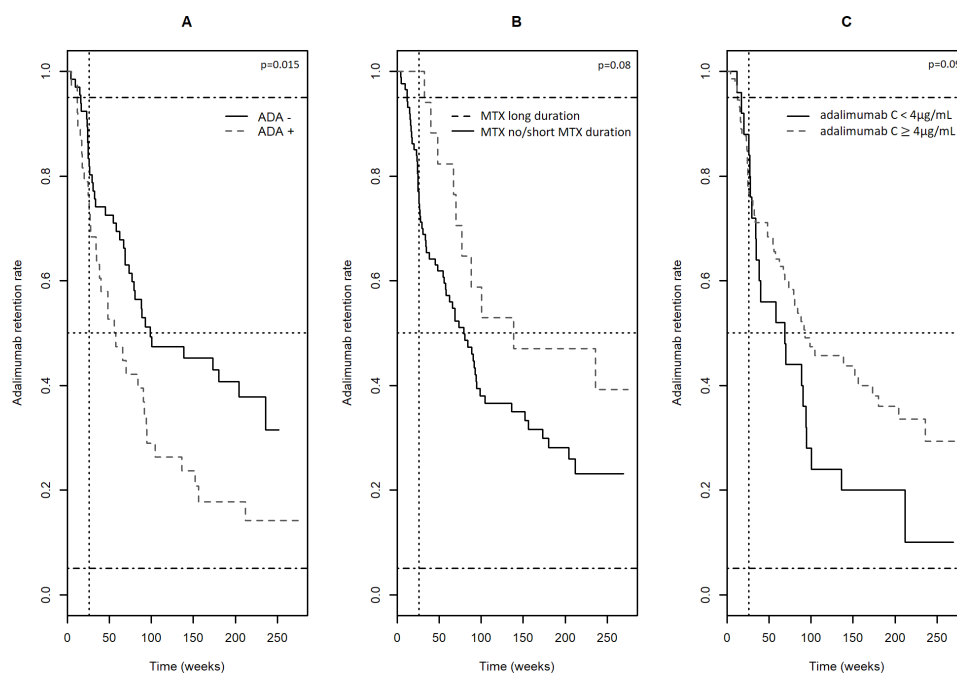 A
p=0.015
ADA -
ADA +
Adalimumab retention rate
0.0 0.2 0.4 0.6 0.8 1.0
0 50 100 150 200 250
Time (weeks)
B
p=0.08
MTX long duration
MTX no/short MTX duration
Adalimumab retention rate
0.0 0.2 0.4 0.6 0.8 1.0
0 50 100 150 200 250
Time (weeks)
C
p=0.09
adalimumab C < 4µg/mL
adalimumab C ≥ 4µg/mL
Adalimumab retention rate
0.0 0.2 0.4 0.6 0.8 1.0
0 50 100 150 200 250
Time (weeks)